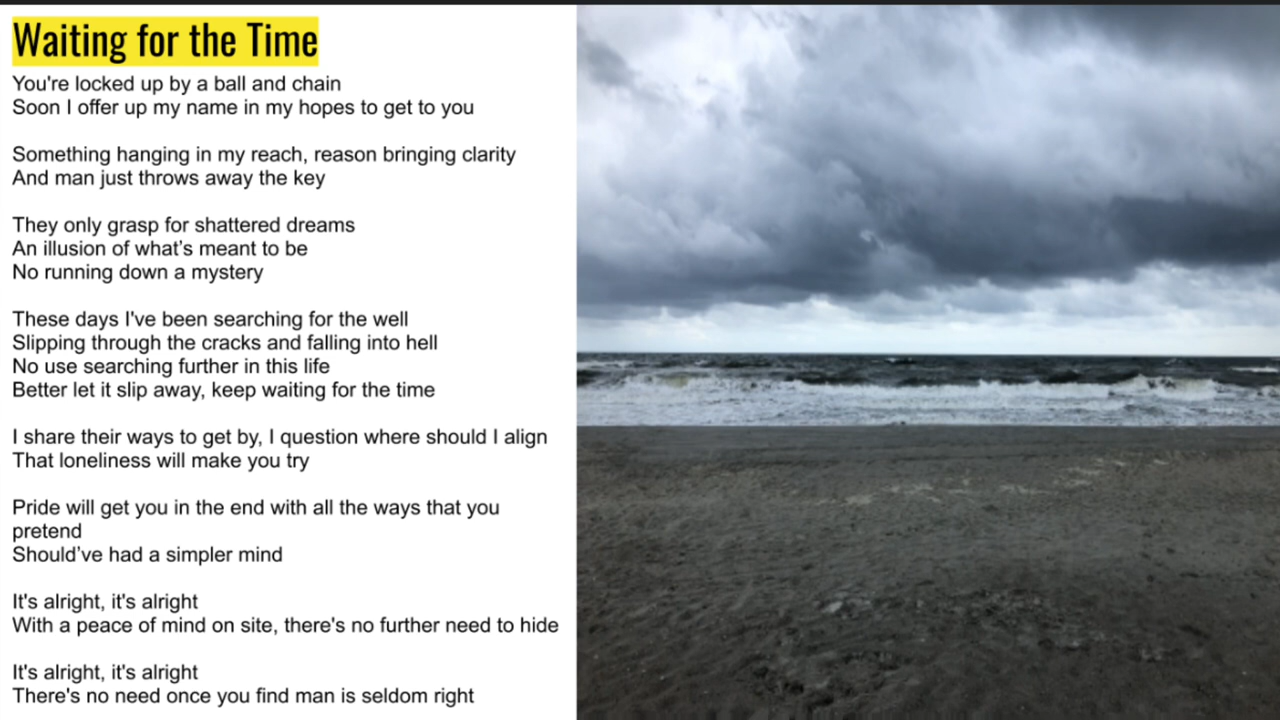 Waiting for the Time
You're locked up by a ball and chain
Soon I offer up my name in my hopes to get to you
Something hanging in my reach, reason bringing clarity
And man just throws away the key
They only grasp for shattered dreams
An illusion of what’s meant to be
No running down a mystery
These days I've been searching for the well
Slipping through the cracks and falling into hell
No use searching further in this life
Better let it slip away, keep waiting for the time
I share their ways to get by, I question where should I align
That loneliness will make you try
Pride will get you in the end with all the ways that you
pretend
Should’ve had a simpler mind
It's alright, it's alright
With a peace of mind on site, there's no further need to hide
It's alright, it's alright
There's no need once you find man is seldom right